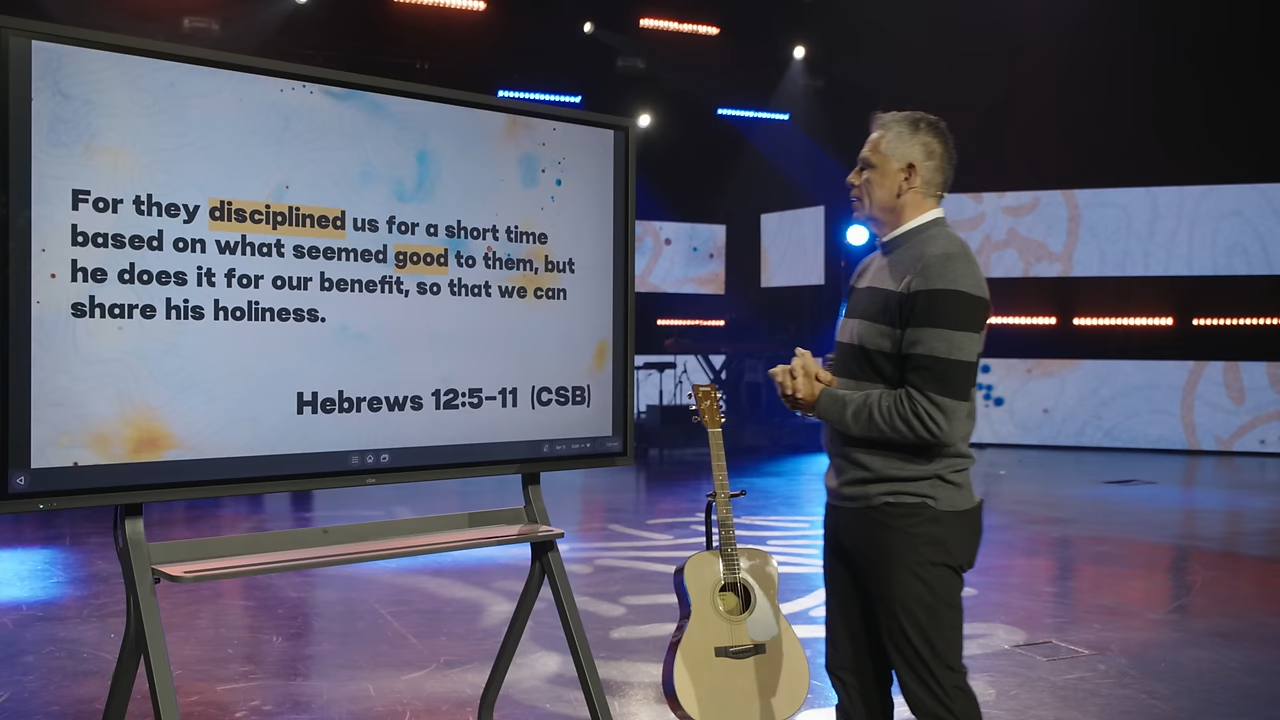 For they disciplined us for a short time
based on what seemed good to them, but
he does it for our benefit, so that we can
share his holiness.
Hebrews 12:5-11 (CSB)
vibe